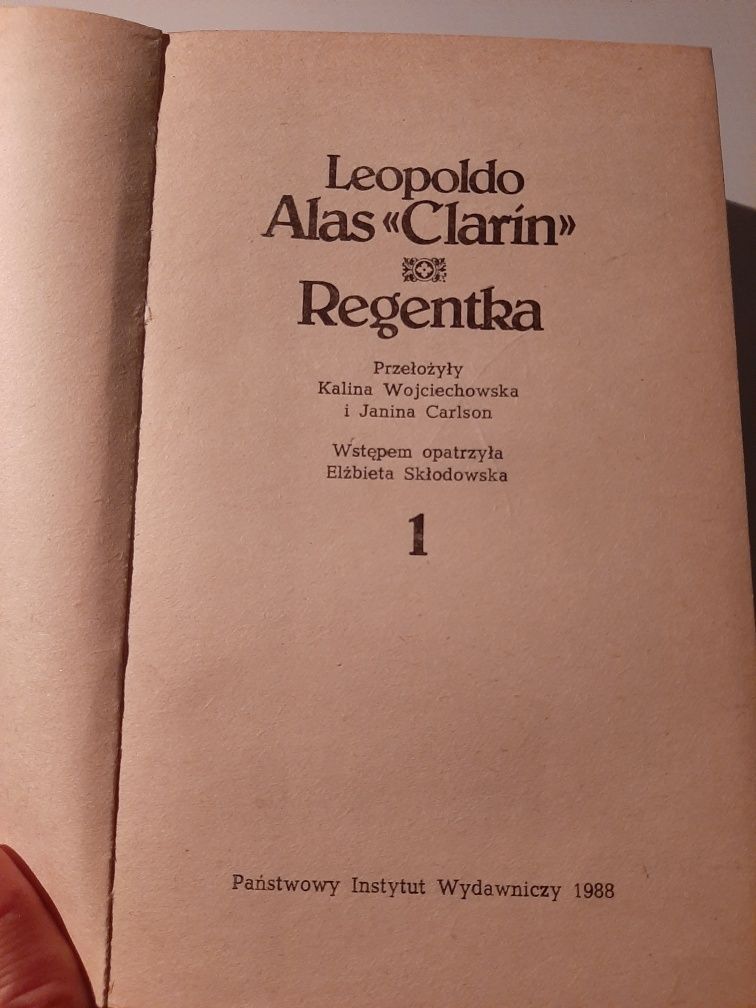 Leopoldo
Alas «Clarín»
Regentka
Przełożyły
Kalina Wojciechowska
i Janina Carlson
Wstępem opatrzyła
Elżbieta Skłodowska
1
Państwowy Instytut Wydawniczy 1988